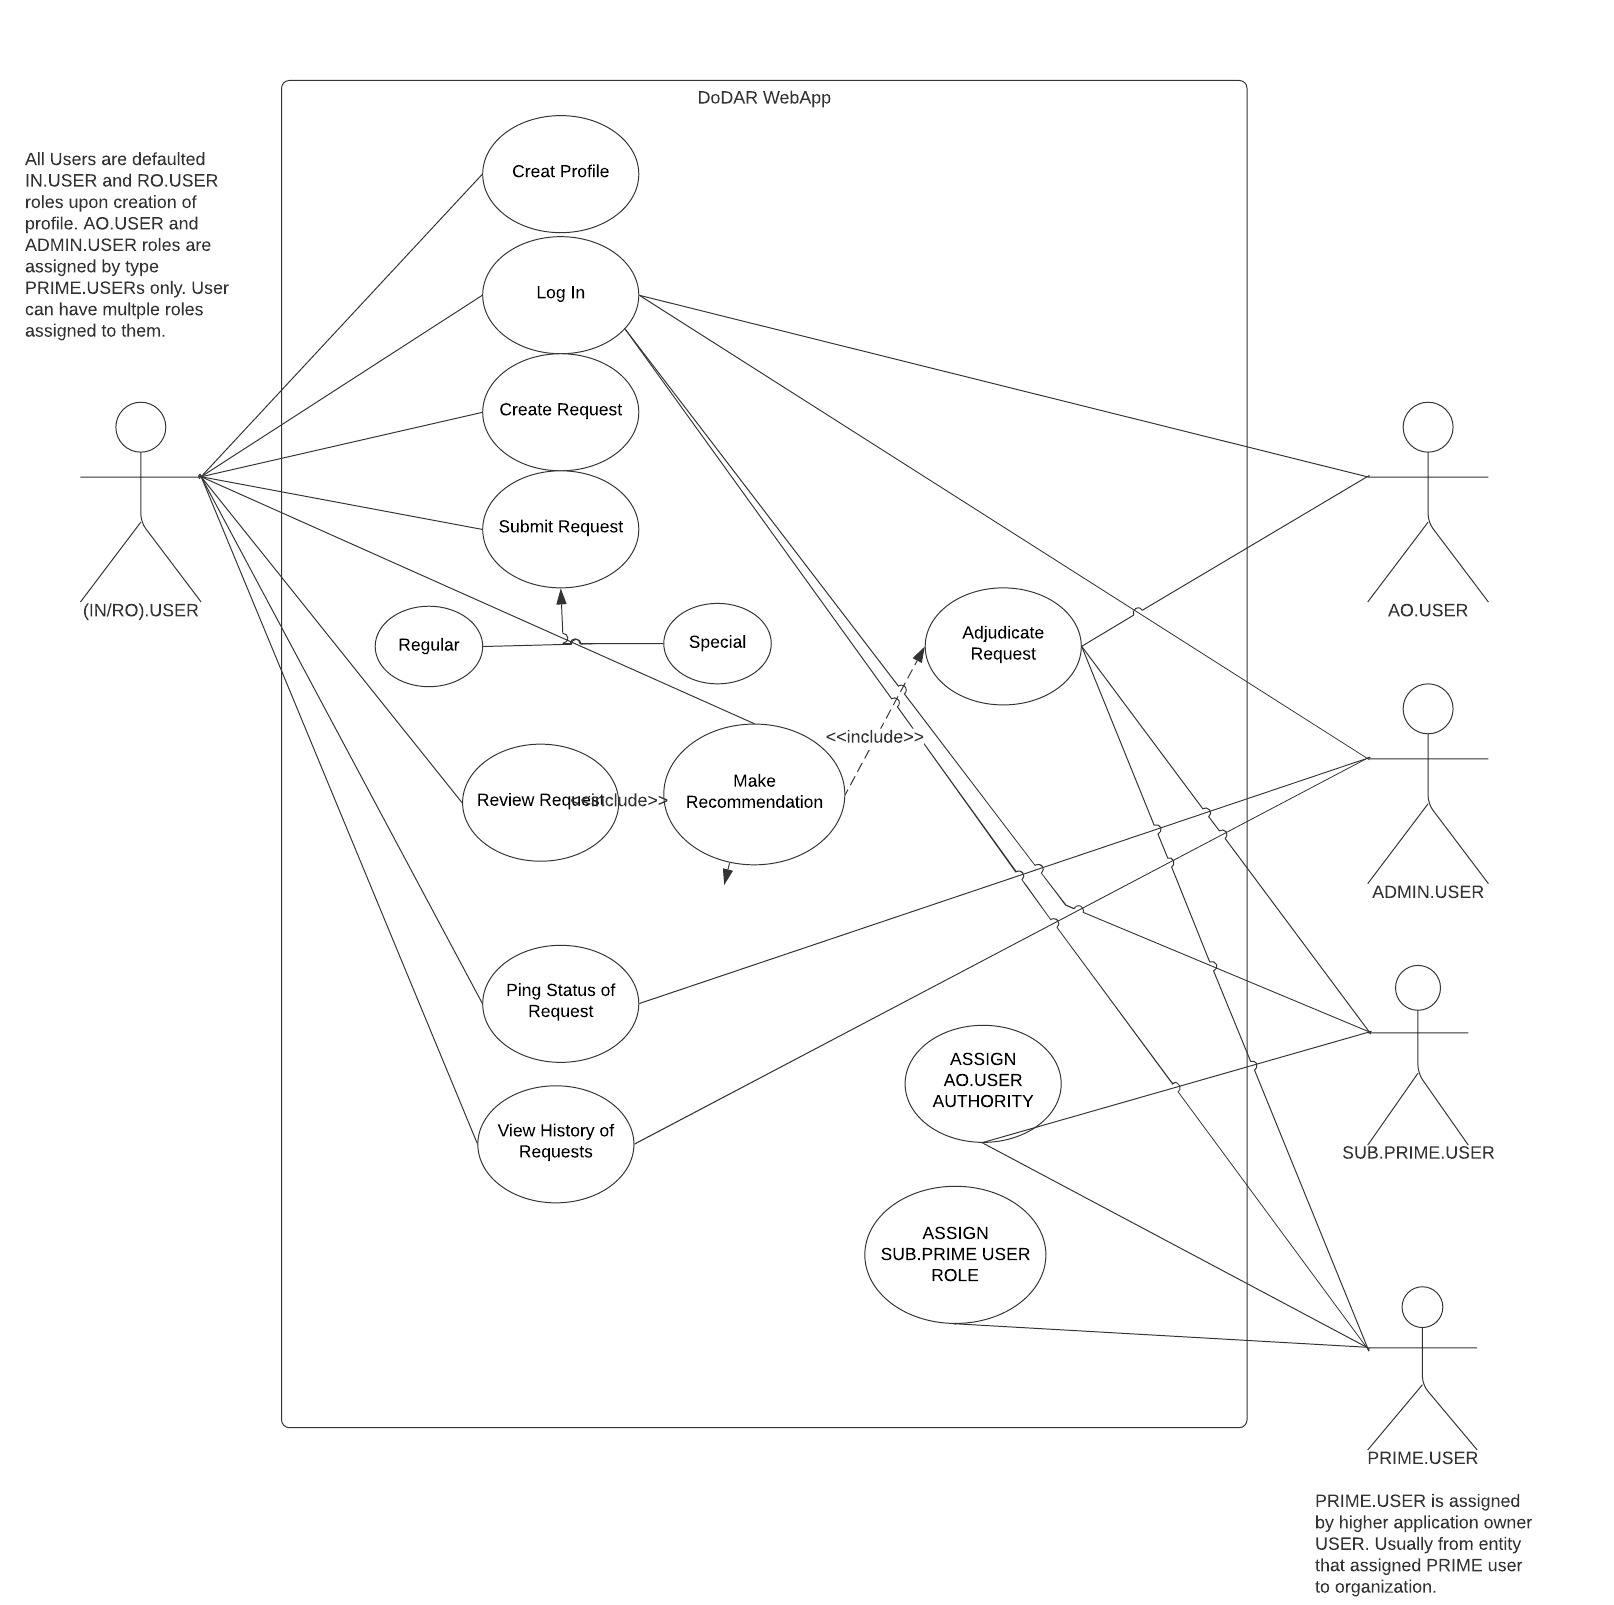 DoDAR WebApp
All Users are defaulted
IN.USER and RO.USER
roles upon creation of
profile. AO.USER and
ADMIN.USER roles are
assigned by type
PRIME.USERs only. User
can have multple roles
assigned to them.
Creat Profile
Log In
Create Request
Submit Request
(IN/RO).USER
AO.USER
Regular
Special
Adjudicate
Request
<<include>>
Review Request
<<include>>
Make
Recommendation
ADMIN.USER
Ping Status of
Request
ASSIGN
AO.USER
AUTHORITY
View History of
Requests
SUB.PRIME.USER
ASSIGN
SUB.PRIME USER
ROLE
PRIME.USER
PRIME.USER is assigned
by higher application owner
USER. Usually from entity
that assigned PRIME user
to organization.